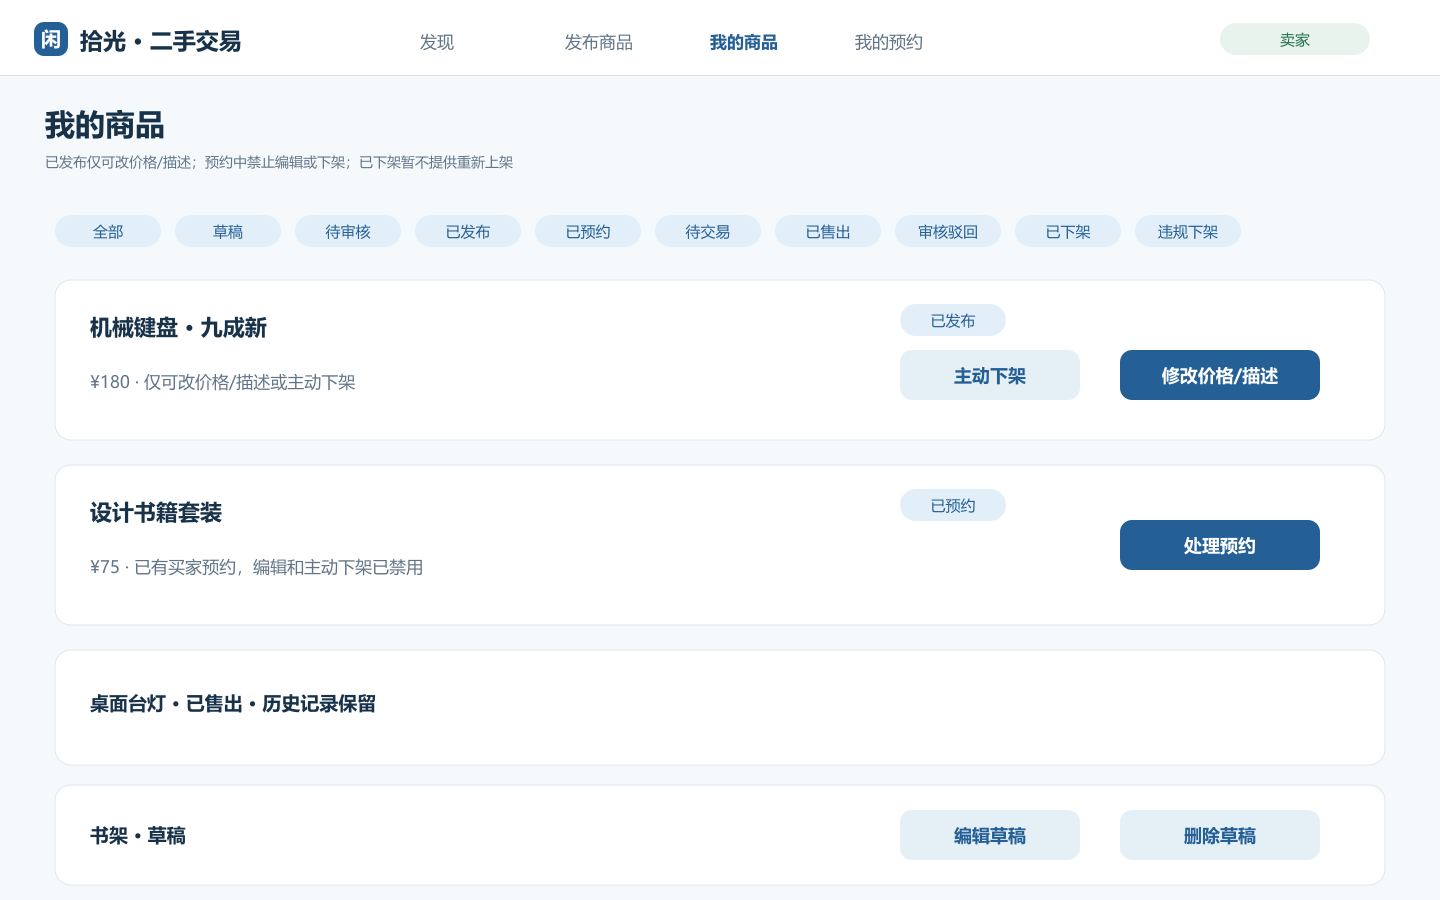 闲 拾光·二手交易 发现 发布商品 我的商品 我的预约 卖家
我的商品
已发布仅可改价格/描述；预约中禁止编辑或下架；已下架暂不提供重新上架
全部 草稿 待审核 已发布 已预约 待交易 已售出 审核驳回 已下架 违规下架
机械键盘·九成新
已发布
¥180 · 仅可改价格/描述或主动下架
主动下架 修改价格/描述
设计书籍套装
已预约
¥75 · 已有买家预约，编辑和主动下架已禁用
处理预约
桌面台灯·已售出·历史记录保留
书架·草稿 编辑草稿 删除草稿